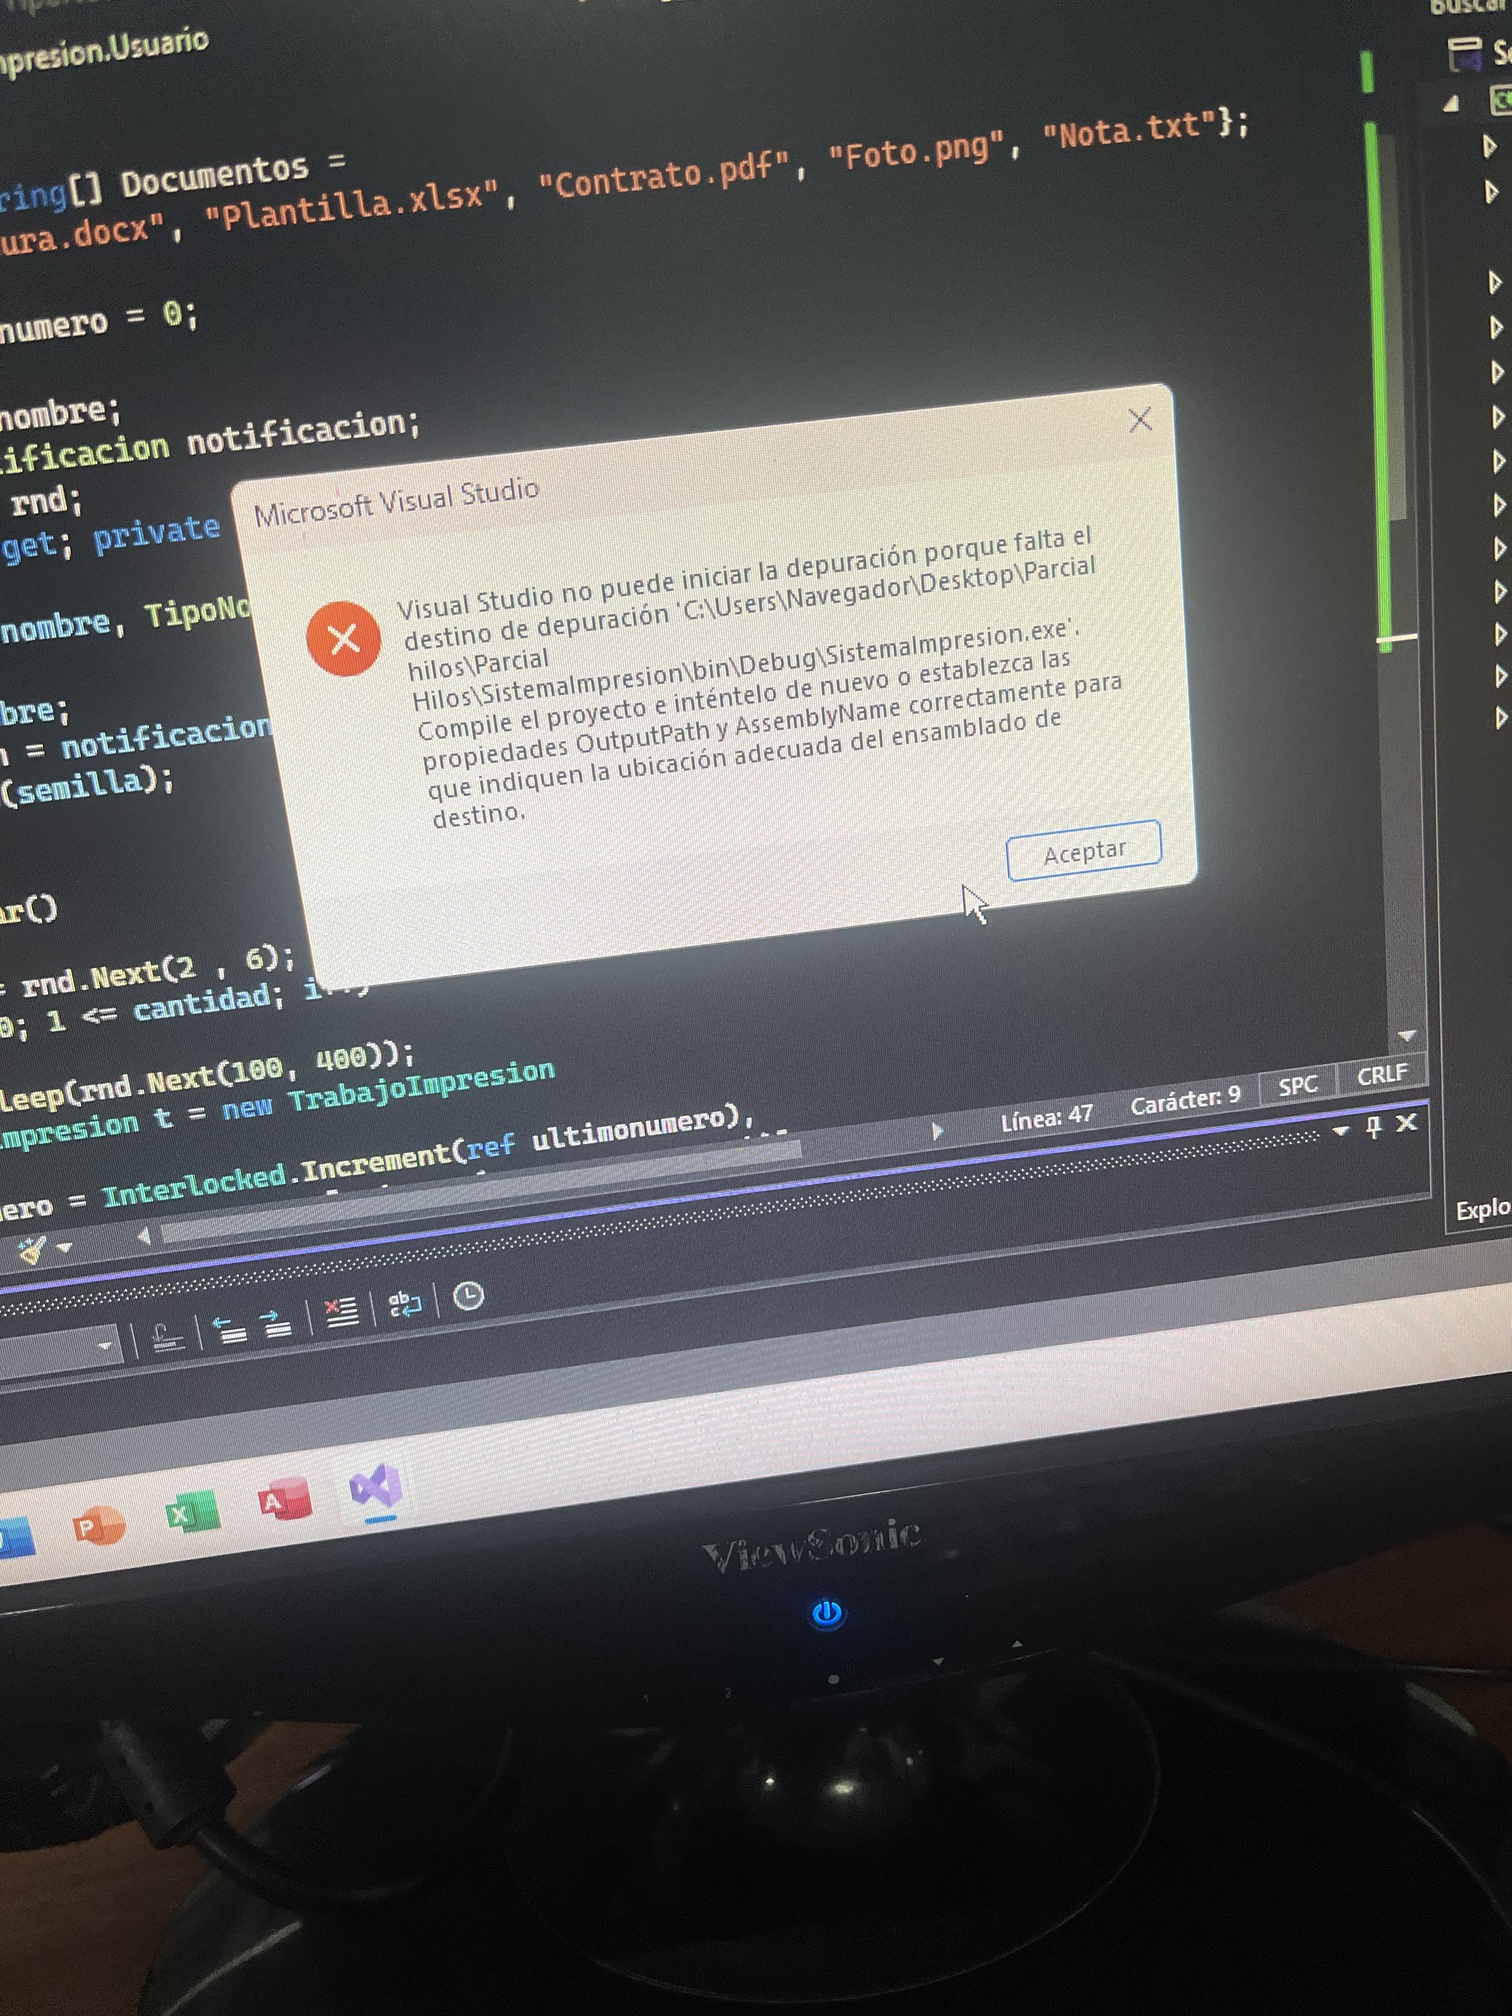 mpresion.Usuario
Buscar
ring[] Documentos =
ura.docx", "Plantilla.xlsx", "Contrato.pdf", "Foto.png", "Nota.txt"};
numero = 0;
nombre;
ificacion notificacion;
rnd;
get; private
nombre, TipoNo
bre;
= notificacion
(semilla);
ar()
= rnd.Next(2 , 6);
0; 1 <= cantidad; i++)
leep(rnd.Next(100, 400));
mpresion t = new TrabajoImpresion
ero = Interlocked.Increment(ref ultimonumero),
Microsoft Visual Studio
Visual Studio no puede iniciar la depuración porque falta el
destino de depuración 'C:\Users\Navegador\Desktop\Parcial
hilos\Parcial
Hilos\SistemaImpresion\bin\Debug\SistemaImpresion.exe'.
Compile el proyecto e inténtelo de nuevo o establezca las
propiedades OutputPath y AssemblyName correctamente para
que indiquen la ubicación adecuada del ensamblado de
destino.
Aceptar
Línea: 47 Carácter: 9 SPC CRLF
Explo
ViewSonic
1 2